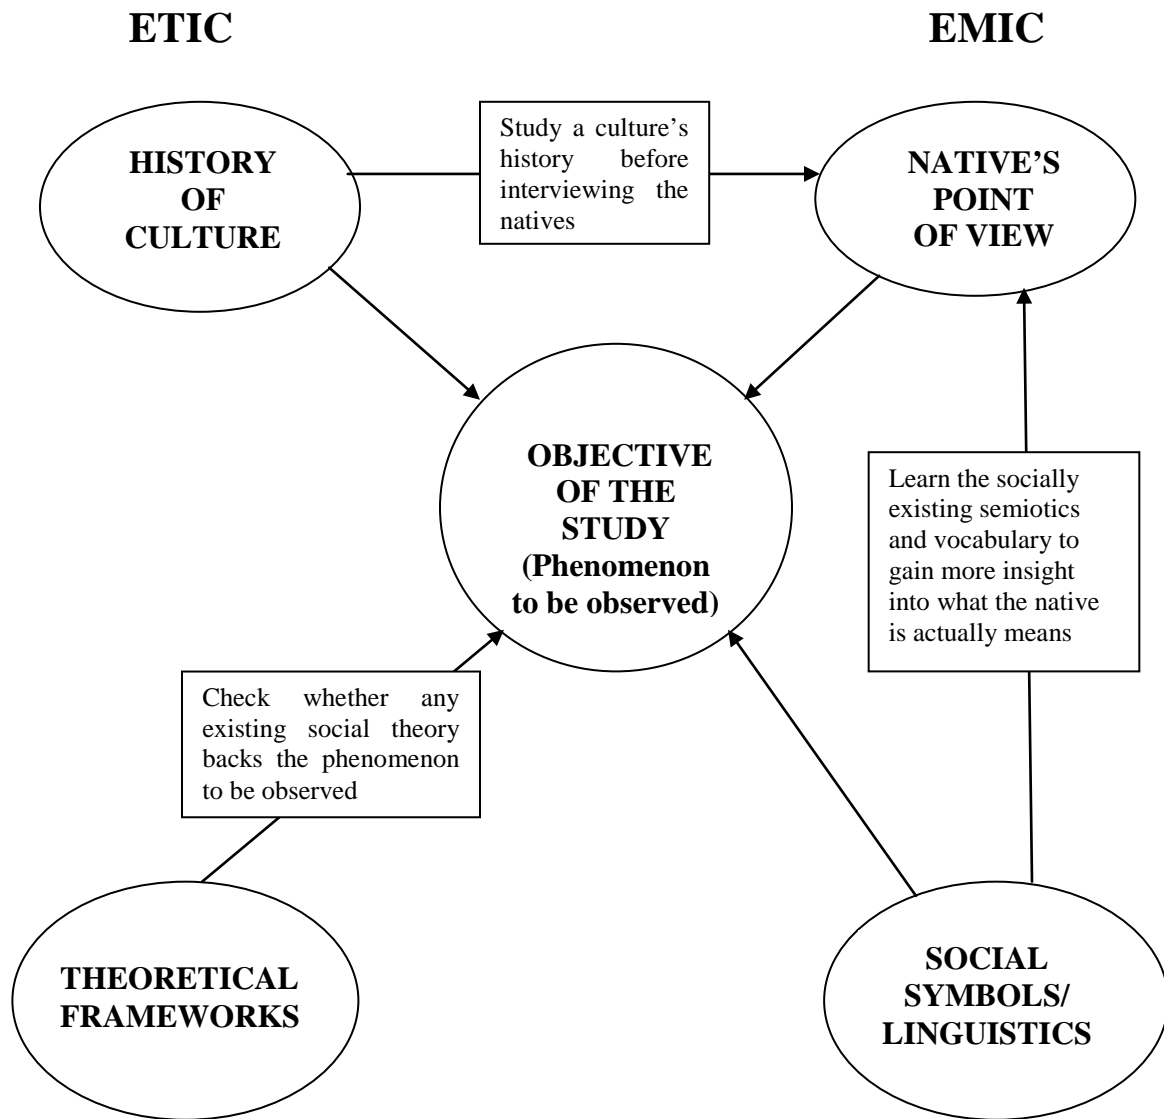 ETIC
EMIC
HISTORY
OF
CULTURE
Study a culture's
history before
interviewing the
natives
NATIVE'S
POINT
OF VIEW
OBJECTIVE
OF THE
STUDY
(Phenomenon
to be observed)
Learn the socially
existing semiotics
and vocabulary to
gain more insight
into what the native
is actually means
Check whether any
existing social theory
backs the phenomenon
to be observed
THEORETICAL
FRAMEWORKS
SOCIAL
SYMBOLS/
LINGUISTICS